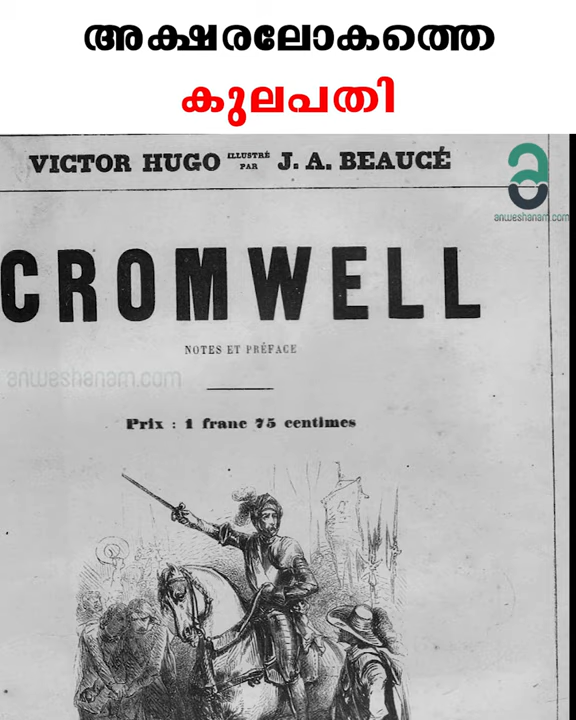 അക്ഷരലോകത്തെ
കുലപതി
VICTOR HUGO ILLUSTRÉ PAR J. A. BEAUCÉ
anweshanam.com
CROMWELL
NOTES ET PRÉFACE
anweshanam.com
Prix : 1 franc 75 centimes